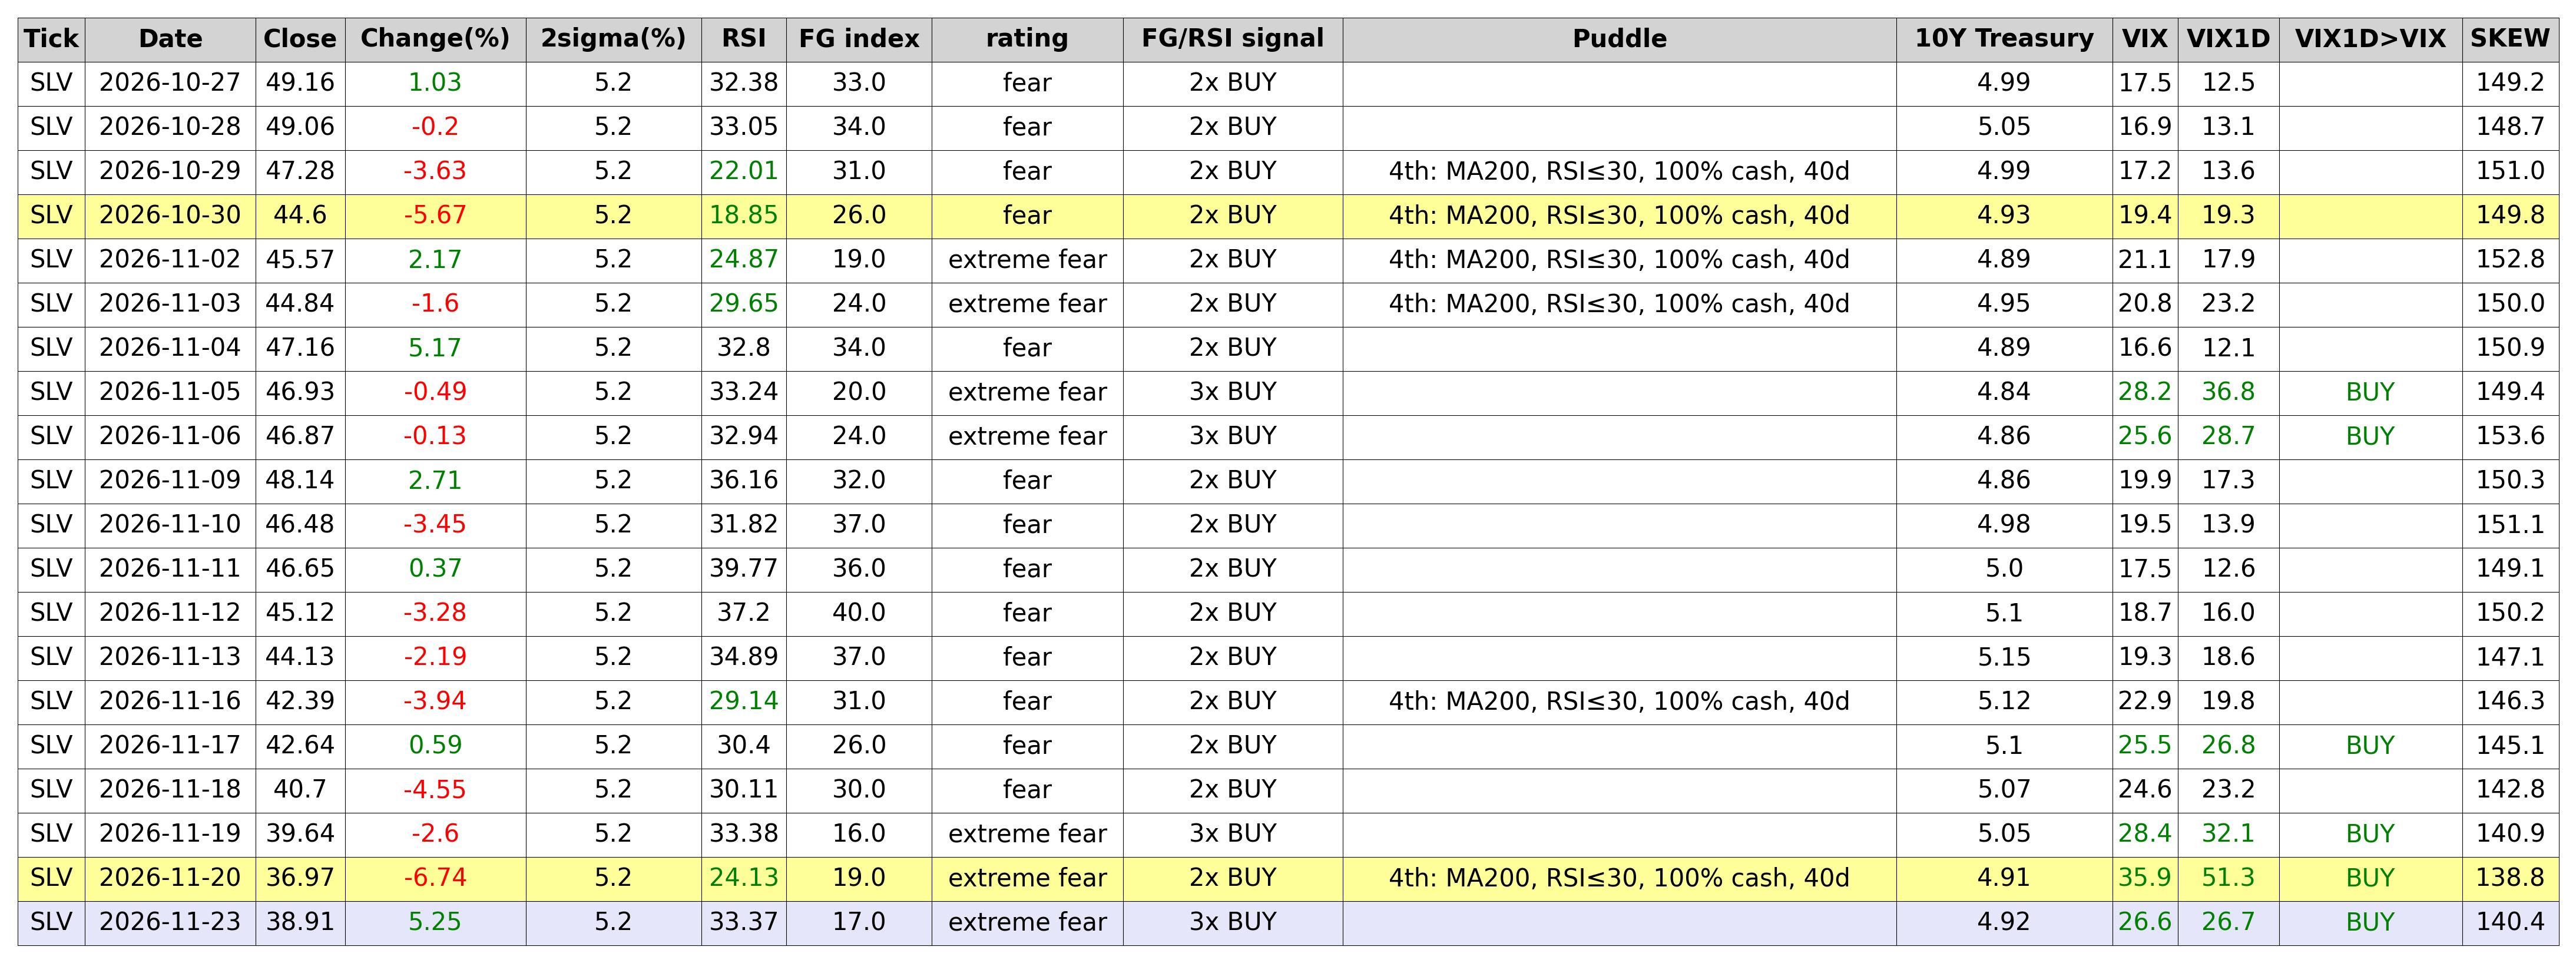 Tick Date Close Change(%) 2sigma(%) RSI FG index rating FG/RSI signal Puddle 10Y Treasury VIX VIX1D VIX1D>VIX SKEW
SLV 2026-10-27 49.16 1.03 5.2 32.38 33.0 fear 2x BUY 4.99 17.5 12.5 149.2
SLV 2026-10-28 49.06 -0.2 5.2 33.05 34.0 fear 2x BUY 5.05 16.9 13.1 148.7
SLV 2026-10-29 47.28 -3.63 5.2 22.01 31.0 fear 2x BUY 4th: MA200, RSI≤30, 100% cash, 40d 4.99 17.2 13.6 151.0
SLV 2026-10-30 44.6 -5.67 5.2 18.85 26.0 fear 2x BUY 4th: MA200, RSI≤30, 100% cash, 40d 4.93 19.4 19.3 149.8
SLV 2026-11-02 45.57 2.17 5.2 24.87 19.0 extreme fear 2x BUY 4th: MA200, RSI≤30, 100% cash, 40d 4.89 21.1 17.9 152.8
SLV 2026-11-03 44.84 -1.6 5.2 29.65 24.0 extreme fear 2x BUY 4th: MA200, RSI≤30, 100% cash, 40d 4.95 20.8 23.2 150.0
SLV 2026-11-04 47.16 5.17 5.2 32.8 34.0 fear 2x BUY 4.89 16.6 12.1 150.9
SLV 2026-11-05 46.93 -0.49 5.2 33.24 20.0 extreme fear 3x BUY 4.84 28.2 36.8 BUY 149.4
SLV 2026-11-06 46.87 -0.13 5.2 32.94 24.0 extreme fear 3x BUY 4.86 25.6 28.7 BUY 153.6
SLV 2026-11-09 48.14 2.71 5.2 36.16 32.0 fear 2x BUY 4.86 19.9 17.3 150.3
SLV 2026-11-10 46.48 -3.45 5.2 31.82 37.0 fear 2x BUY 4.98 19.5 13.9 151.1
SLV 2026-11-11 46.65 0.37 5.2 39.77 36.0 fear 2x BUY 5.0 17.5 12.6 149.1
SLV 2026-11-12 45.12 -3.28 5.2 37.2 40.0 fear 2x BUY 5.1 18.7 16.0 150.2
SLV 2026-11-13 44.13 -2.19 5.2 34.89 37.0 fear 2x BUY 5.15 19.3 18.6 147.1
SLV 2026-11-16 42.39 -3.94 5.2 29.14 31.0 fear 2x BUY 4th: MA200, RSI≤30, 100% cash, 40d 5.12 22.9 19.8 146.3
SLV 2026-11-17 42.64 0.59 5.2 30.4 26.0 fear 2x BUY 5.1 25.5 26.8 BUY 145.1
SLV 2026-11-18 40.7 -4.55 5.2 30.11 30.0 fear 2x BUY 5.07 24.6 23.2 142.8
SLV 2026-11-19 39.64 -2.6 5.2 33.38 16.0 extreme fear 3x BUY 5.05 28.4 32.1 BUY 140.9
SLV 2026-11-20 36.97 -6.74 5.2 24.13 19.0 extreme fear 2x BUY 4th: MA200, RSI≤30, 100% cash, 40d 4.91 35.9 51.3 BUY 138.8
SLV 2026-11-23 38.91 5.25 5.2 33.37 17.0 extreme fear 3x BUY 4.92 26.6 26.7 BUY 140.4